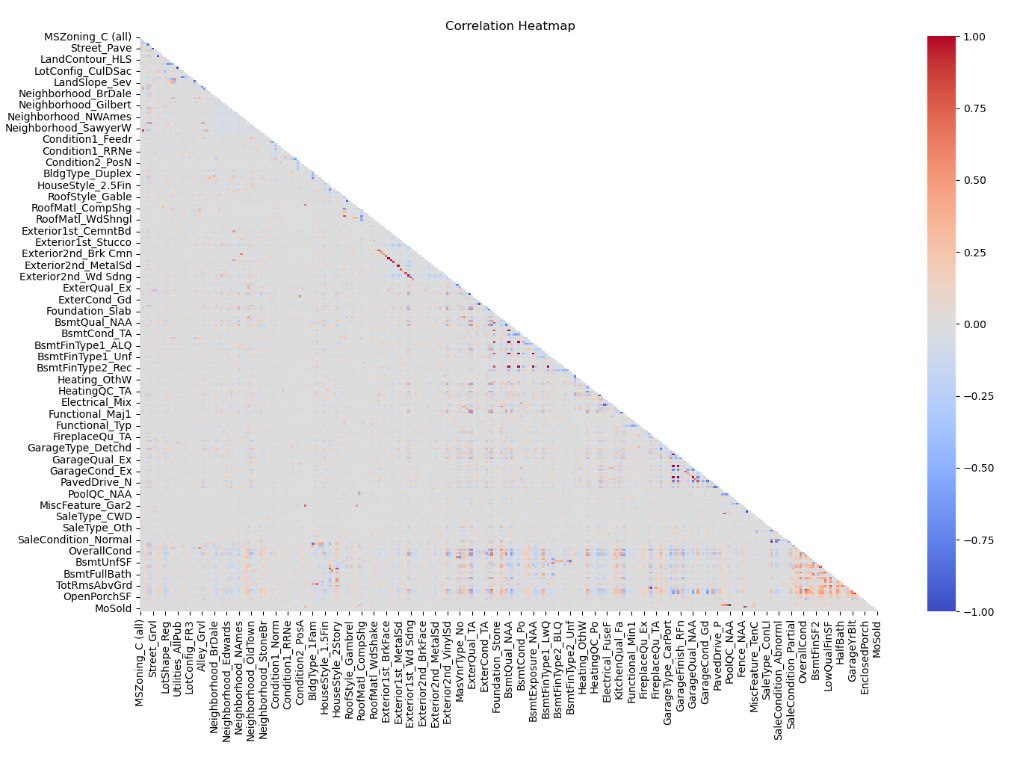 Correlation Heatmap
MSZoning_C (all)
Street_Pave
LandContour_HLS
LotConfig_CulDSac
LandSlope_Sev
Neighborhood_BrDale
Neighborhood_Gilbert
Neighborhood_NWAmes
Neighborhood_SawyerW
Condition1_Feedr
Condition1_RRNe
Condition2_PosN
BldgType_Duplex
HouseStyle_2.5Fin
RoofStyle_Gable
RoofMatl_CompShg
RoofMatl_WdShngl
Exterior1st_CemntBd
Exterior1st_Stucco
Exterior2nd_Brk Cmn
Exterior2nd_MetalSd
Exterior2nd_Wd Sdng
ExterQual_Ex
ExterCond_Gd
Foundation_Slab
BsmtQual_NAA
BsmtCond_TA
BsmtFinType1_ALQ
BsmtFinType1_Unf
BsmtFinType2_Rec
Heating_OthW
HeatingQC_TA
Electrical_Mix
Functional_Maj1
Functional_Typ
FireplaceQu_TA
GarageType_Detchd
GarageQual_Ex
GarageCond_Ex
PavedDrive_N
PoolQC_NAA
MiscFeature_Gar2
SaleType_CWD
SaleType_Oth
SaleCondition_Normal
OverallCond
BsmtUnfSF
BsmtFullBath
TotRmsAbvGrd
OpenPorchSF
MoSold
MSZoning_C (all)
Street_Grvl
LotShape_Reg
Utilities_AllPub
LotConfig_FR3
Alley_Grvl
Neighborhood_BrDale
Neighborhood_Edwards
Neighborhood_NAmes
Neighborhood_OldTown
Neighborhood_StoneBr
Condition1_Norm
Condition1_RRNe
Condition2_PosA
BldgType_1Fam
HouseStyle_1.5Fin
HouseStyle_2Story
RoofStyle_Gambrel
RoofMatl_CompShg
RoofMatl_WdShake
Exterior1st_BrkFace
Exterior1st_MetalSd
Exterior1st_Wd Sdng
Exterior2nd_BrkFace
Exterior2nd_MetalSd
Exterior2nd_VinylSd
MasVnrType_Na
ExterQual_TA
ExterCond_TA
Foundation_Stone
BsmtQual_NAA
BsmtCond_Po
BsmtExposure_NAA
BsmtFinType1_LwQ
BsmtFinType2_BLQ
BsmtFinType2_Unf
Heating_OthW
HeatingQC_Po
Electrical_FuseF
KitchenQual_Fa
Functional_Min1
FireplaceQu_Ex
FireplaceQu_TA
GarageType_CarPort
GarageFinish_RFn
GarageQual_NAA
GarageCond_Gd
PavedDrive_P
PoolQC_NAA
Fence_NAA
MiscFeature_TenC
SaleType_ConLI
SaleCondition_Abnorml
SaleCondition_Partial
OverallCond
BsmtFinSF2
LowQualFinSF
HalfBath
GarageYrBlt
EnclosedPorch
MoSold
1.00
0.75
0.50
0.25
0.00
−0.25
−0.50
−0.75
−1.00